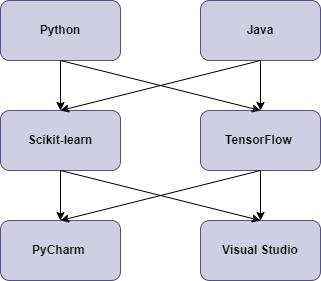 Python
Java
Scikit-learn
TensorFlow
PyCharm
Visual Studio